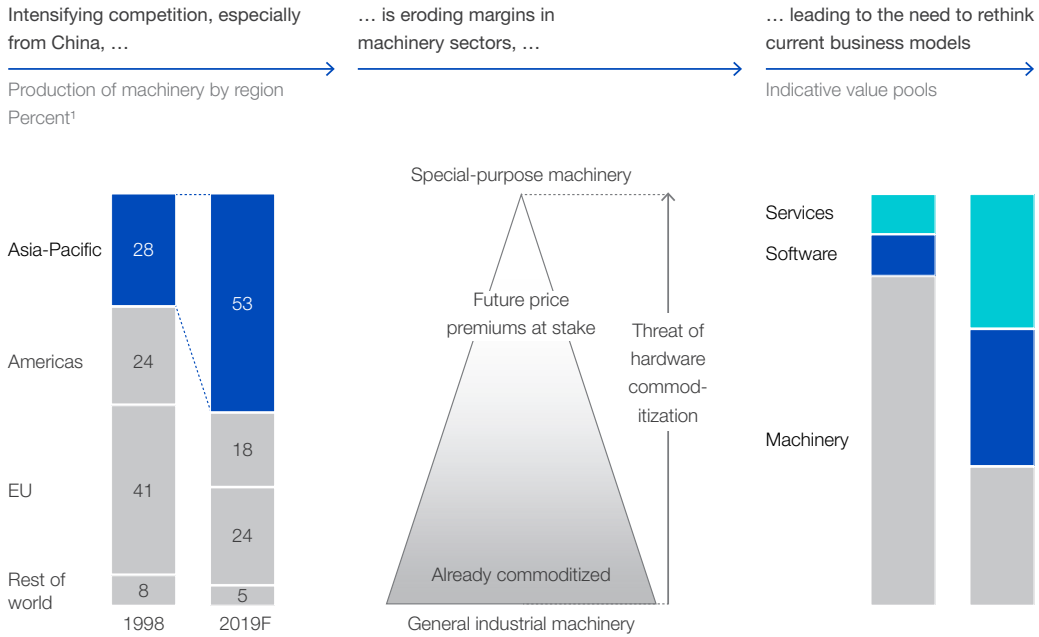 Intensifying competition, especially
from China, …
Production of machinery by region
Percent¹
Asia-Pacific
Americas
EU
Rest of
world
28
24
41
8
53
18
24
5
1998
2019F
… is eroding margins in
machinery sectors, …
Special-purpose machinery
Future price
premiums at stake
Threat of
hardware
commod-
itization
Already commoditized
General industrial machinery
… leading to the need to rethink
current business models
Indicative value pools
Services
Software
Machinery